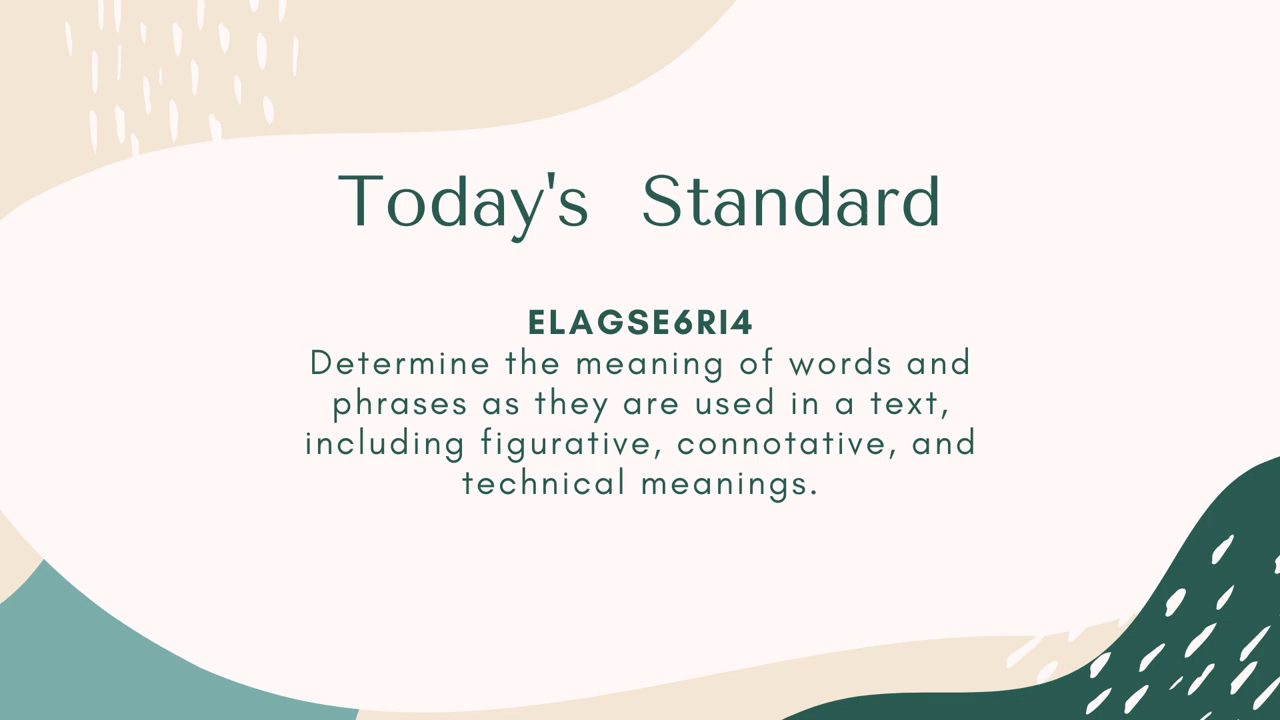 Today's Standard
ELAGSE6RI4
Determine the meaning of words and
phrases as they are used in a text,
including figurative, connotative, and
technical meanings.